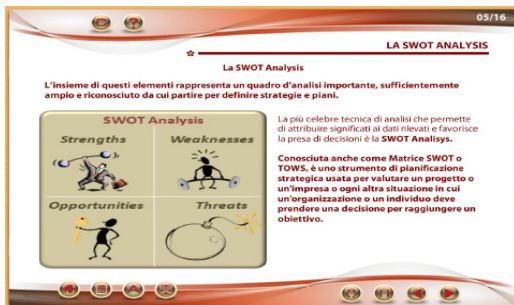 05/16
LA SWOT ANALYSIS
La SWOT Analysis
L'insieme di questi elementi rappresenta un quadro d'analisi importante, sufficientemente
ampio e riconosciuto da cui partire per definire strategie e piani.
SWOT Analysis
Strengths
Weaknesses
Opportunities
Threats
La più celebre tecnica di analisi che permette
di attribuire significati ai dati rilevati e favorisce
la presa di decisioni è la SWOT Analisys.
Conosciuta anche come Matrice SWOT o
TOWS, è uno strumento di pianificazione
strategica usata per valutare un progetto o
un'impresa o ogni altra situazione in cui
un'organizzazione o un individuo deve
prendere una decisione per raggiungere un
obiettivo.